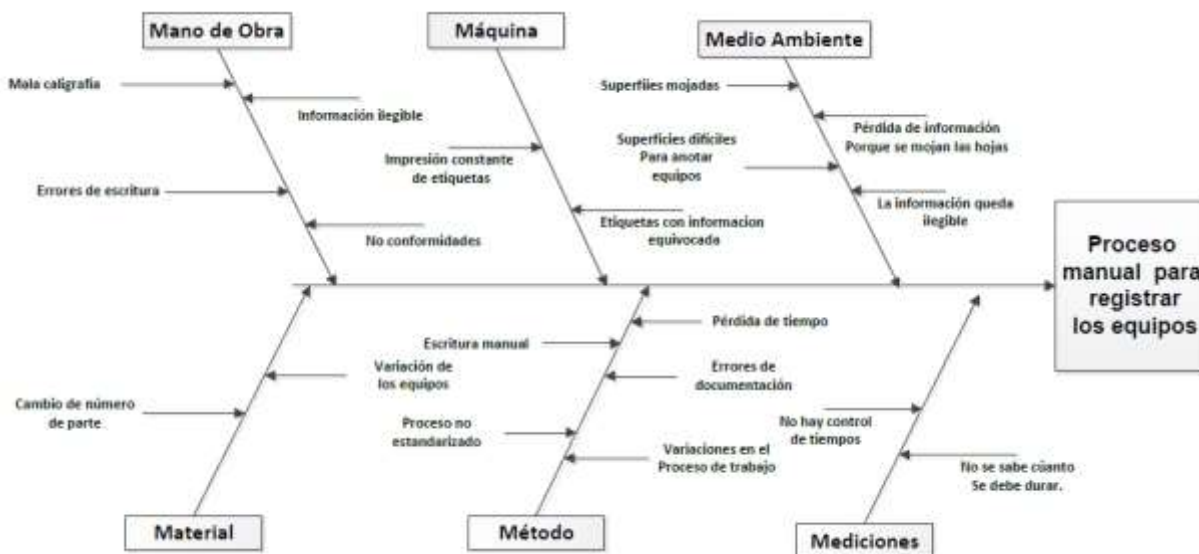 Mano de Obra
Máquina
Medio Ambiente
Mala caligrafía
Información ilegible
Errores de escritura
No conformidades
Impresión constante
de etiquetas
Etiquetas con informacion
equivocada
Superfiies mojadas
Pérdida de información
Porque se mojan las hojas
Superficies difíciles
Para anotar
equipos
La información queda
ilegible
Proceso
manual para
registrar
los equipos
Variación de
los equipos
Cambio de número
de parte
Pérdida de tiempo
Escritura manual
Errores de
documentación
Proceso no
estandarizado
Variaciones en el
Proceso de trabajo
No hay control
de tiempos
No se sabe cúanto
Se debe durar.
Material
Método
Mediciones